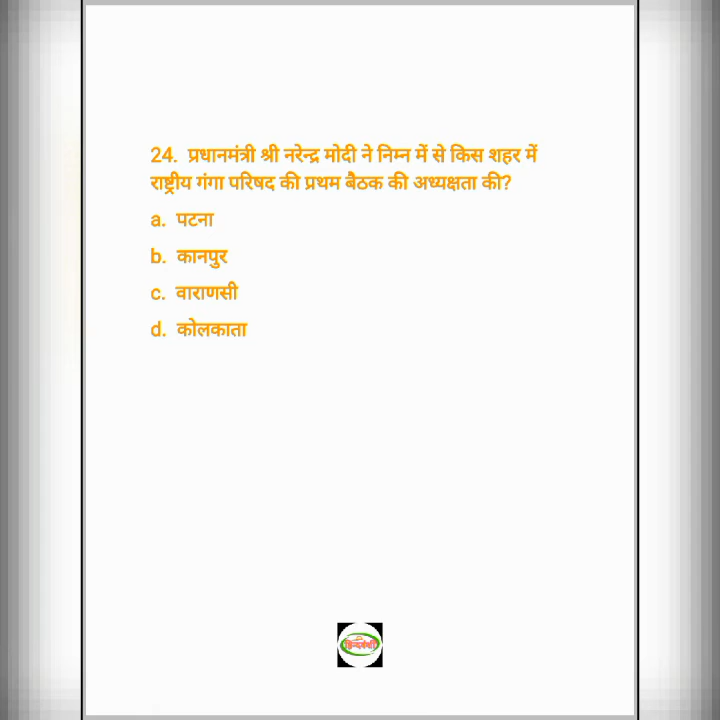 24. प्रधानमंत्री श्री नरेन्द्र मोदी ने निम्न में से किस शहर में
राष्ट्रीय गंगा परिषद की प्रथम बैठक की अध्यक्षता की?
a. पटना
b. कानपुर
c. वाराणसी
d. कोलकाता